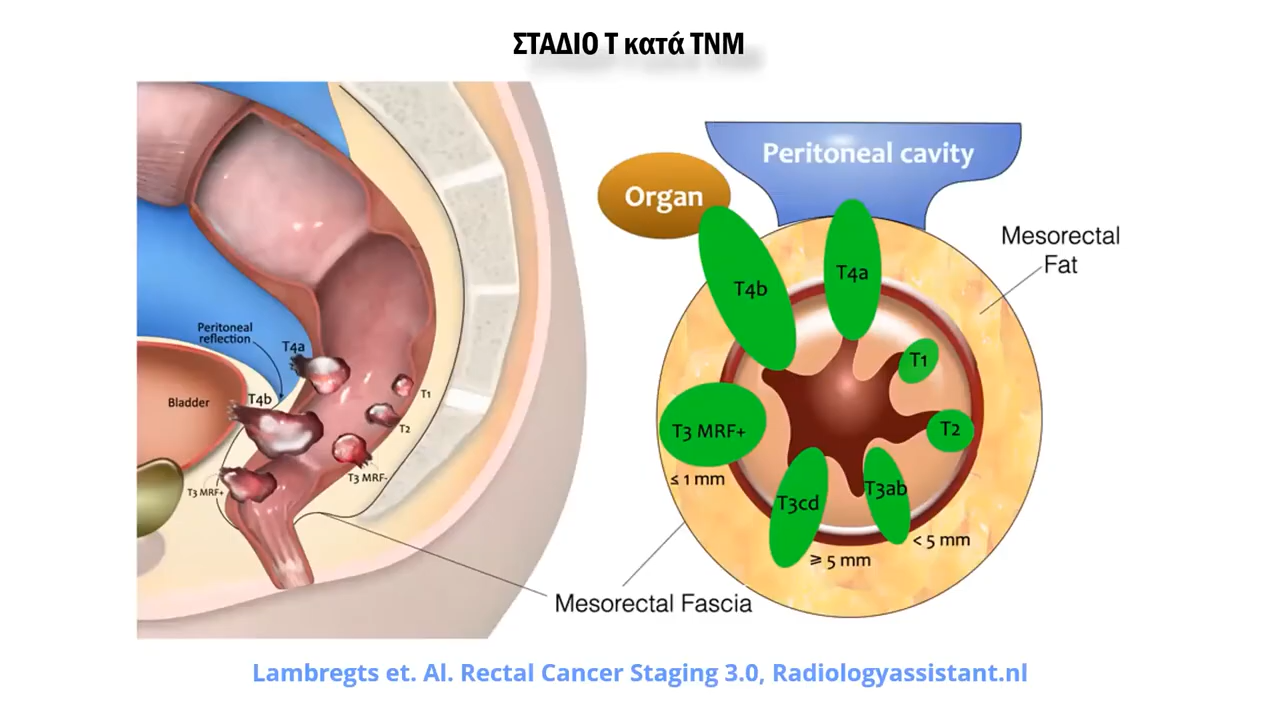 ΣΤΑΔΙΟ Τ κατά ΤΝΜ
Peritoneal
reflection
T4a
T4b
Bladder
T1
T2
T3 MRF-
T3 MRF+
Peritoneal cavity
Organ
Mesorectal
Fat
T4b
T4a
T1
T2
T3 MRF+
≤ 1 mm
T3cd
T3ab
< 5 mm
≥ 5 mm
Mesorectal Fascia
Lambregts et. Al. Rectal Cancer Staging 3.0, Radiologyassistant.nl